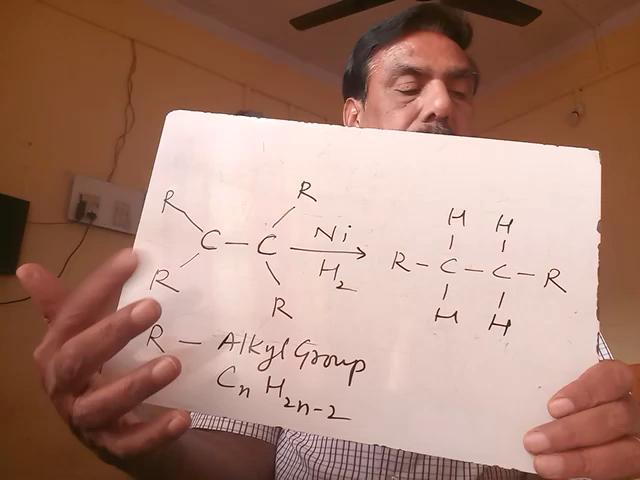 R R H H
C – C Ni → R – C – C – R
R R H₂ H H
R – Alkyl Group
CₙH₂ₙ₋₂